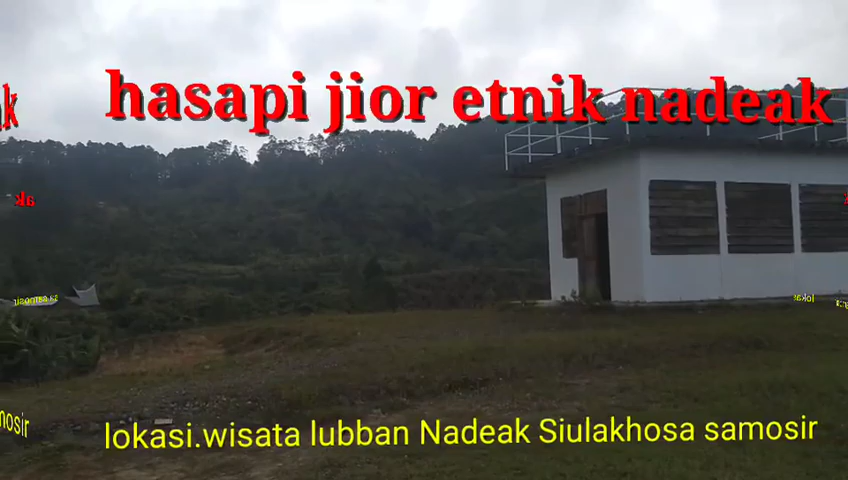 hasapi jior etnik nadeak
lokasi.wisata lubban Nadeak Siulakhosa samosir